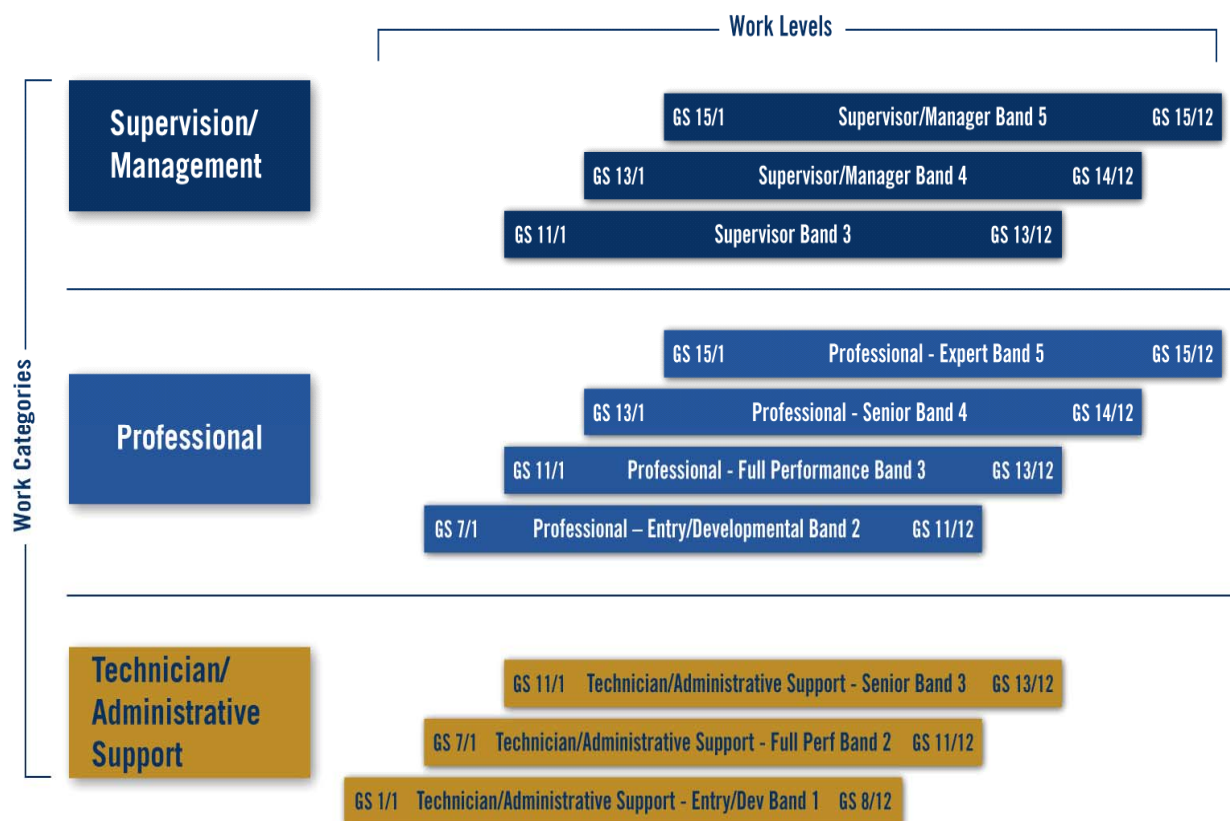 Work Levels
Work Categories
Supervision/
Management
GS 15/1 Supervisor/Manager Band 5 GS 15/12
GS 13/1 Supervisor/Manager Band 4 GS 14/12
GS 11/1 Supervisor Band 3 GS 13/12
Professional
GS 15/1 Professional - Expert Band 5 GS 15/12
GS 13/1 Professional - Senior Band 4 GS 14/12
GS 11/1 Professional - Full Performance Band 3 GS 13/12
GS 7/1 Professional – Entry/Developmental Band 2 GS 11/12
Technician/
Administrative
Support
GS 11/1 Technician/Administrative Support - Senior Band 3 GS 13/12
GS 7/1 Technician/Administrative Support - Full Perf Band 2 GS 11/12
GS 1/1 Technician/Administrative Support - Entry/Dev Band 1 GS 8/12